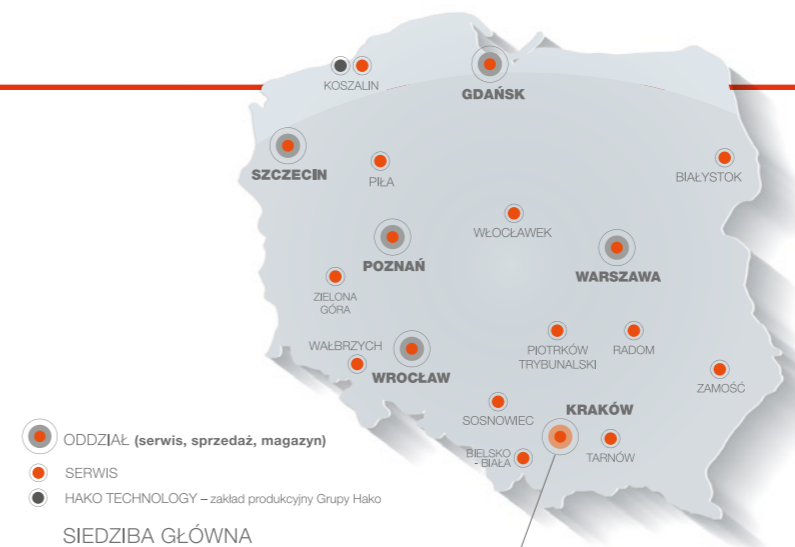 KOSZALIN
GDAŃSK
SZCZECIN
PIŁA
BIAŁYSTOK
WŁOCŁAWEK
POZNAŃ
WARSZAWA
ZIELONA
GÓRA
WAŁBRZYCH
WROCŁAW
PIOTRKÓW
TRYBUNALSKI
RADOM
ZAMOŚĆ
SOSNOWIEC
KRAKÓW
BIELSKO
- BIAŁA
TARNÓW
ODDZIAŁ (serwis, sprzedaż, magazyn)
SERWIS
HAKO TECHNOLOGY – zakład produkcyjny Grupy Hako
SIEDZIBA GŁÓWNA